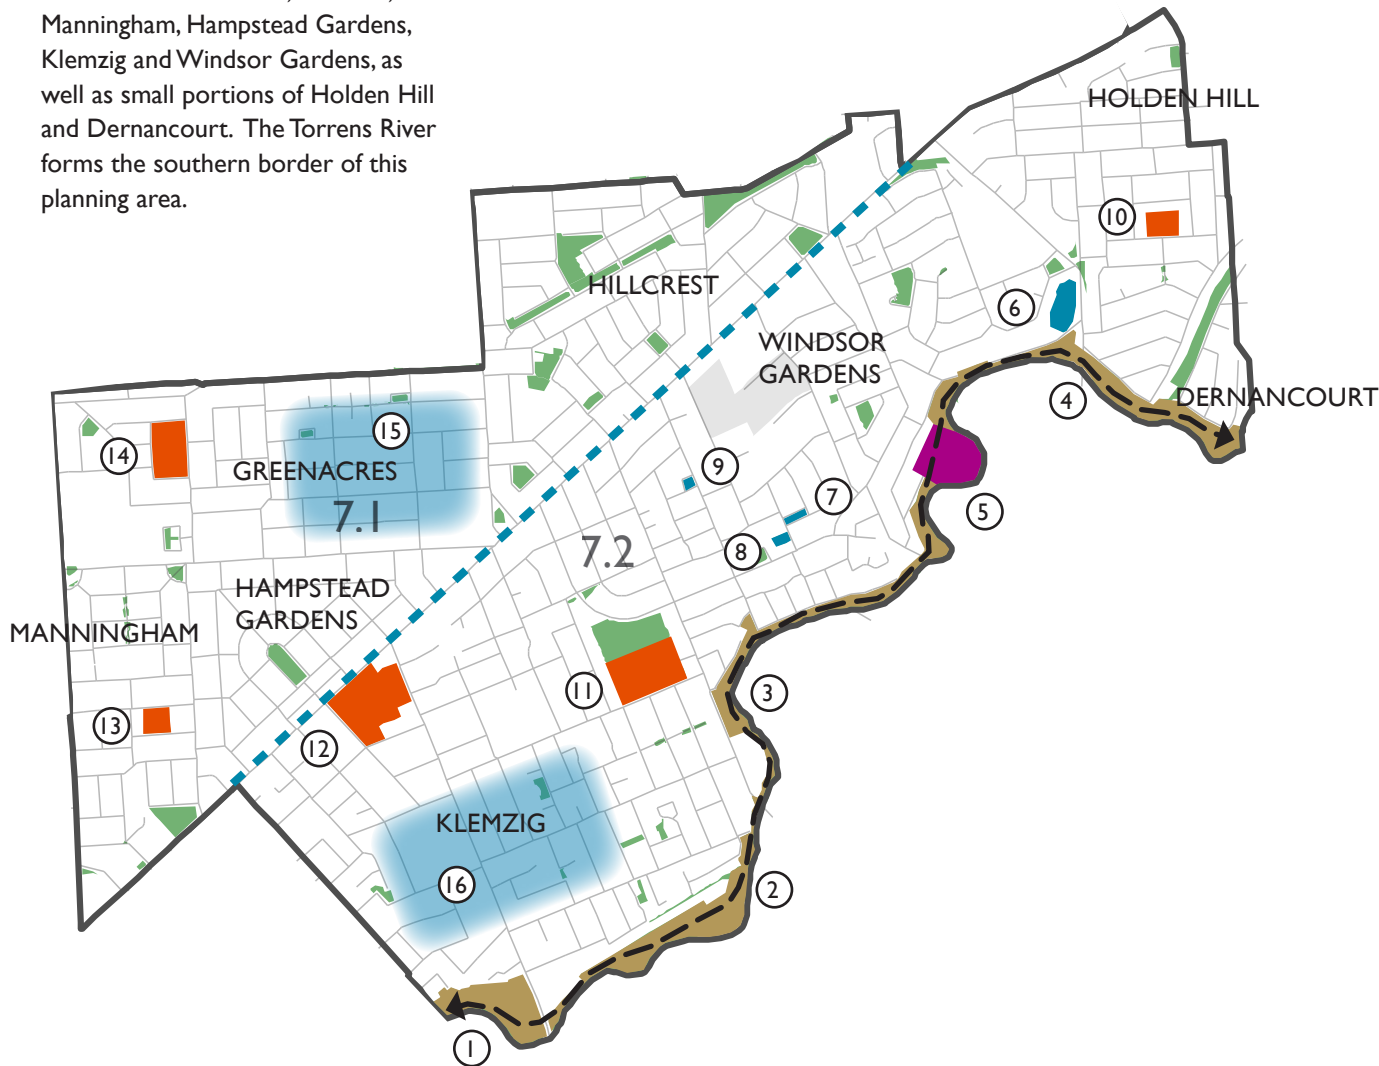 Manningham, Hampstead Gardens,
Klemzig and Windsor Gardens, as
well as small portions of Holden Hill
and Dernancourt. The Torrens River
forms the southern border of this
planning area.
HOLDEN HILL
10
HILLCREST
6
WINDSOR
GARDENS
DERNANCOURT
4
15
14
GREENACRES
9
7
7.1
5
7.2
8
HAMPSTEAD
GARDENS
MANNINGHAM
11
3
13
12
KLEMZIG
16
2
1